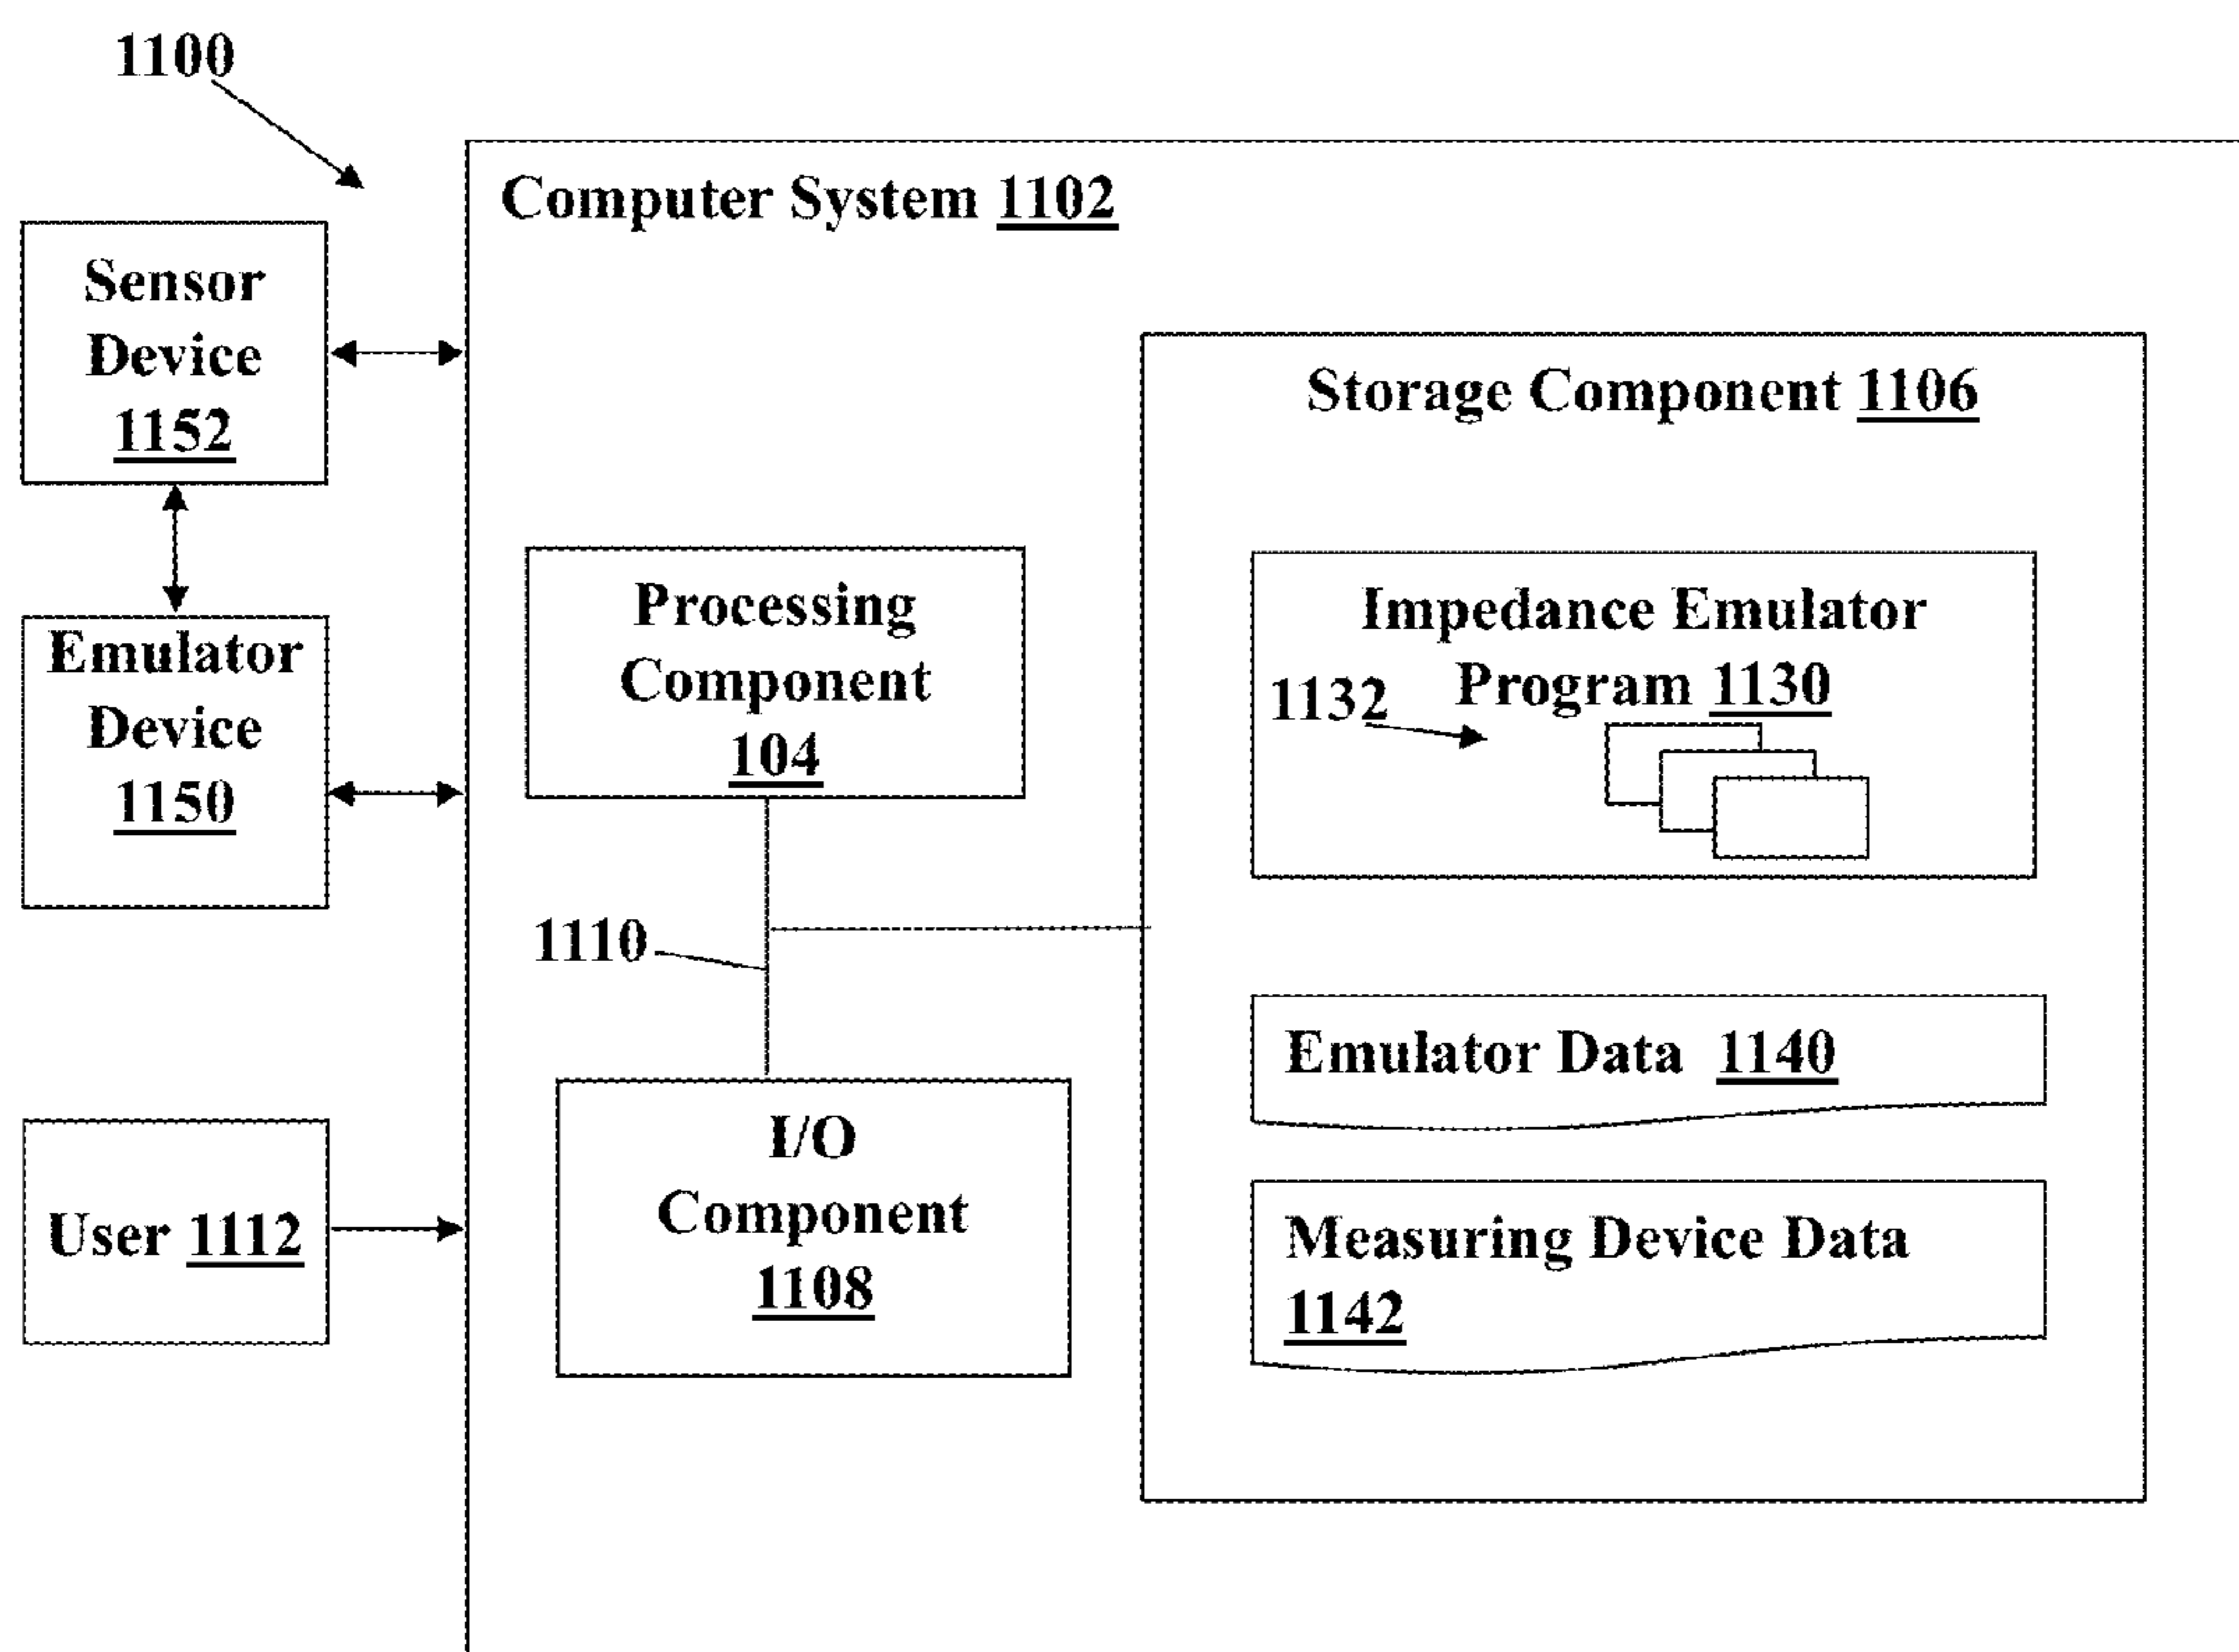 1100
Computer System 1102
Sensor
Device
1152
Emulator
Device
1150
User 1112
Processing
Component
104
1110
I/O
Component
1108
Storage Component 1106
Impedance Emulator
Program 1130
1132
Emulator Data 1140
Measuring Device Data
1142